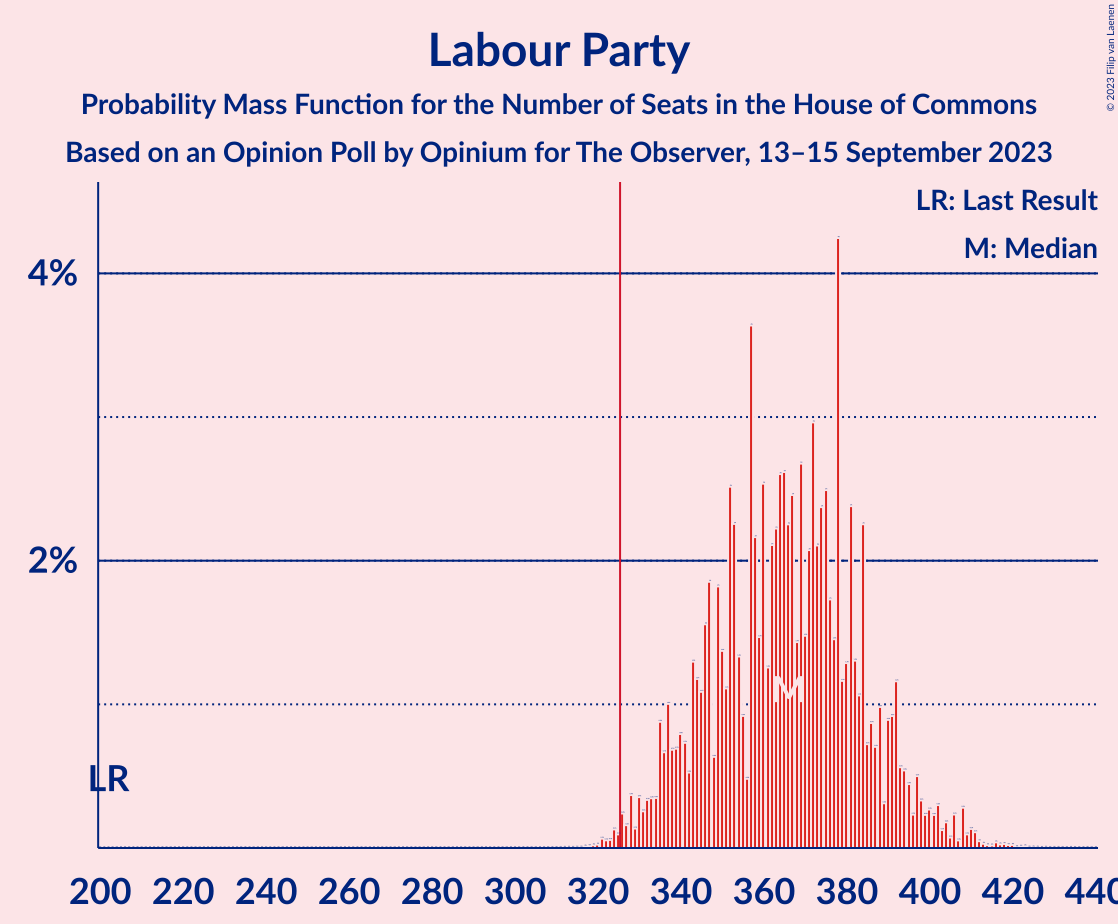 Labour Party
Probability Mass Function for the Number of Seats in the House of Commons
Based on an Opinion Poll by Opinium for The Observer, 13–15 September 2023
© 2023 Filip van Laenen
LR: Last Result
M: Median
4%
2%
M
LR
200 220 240 260 280 300 320 340 360 380 400 420 440